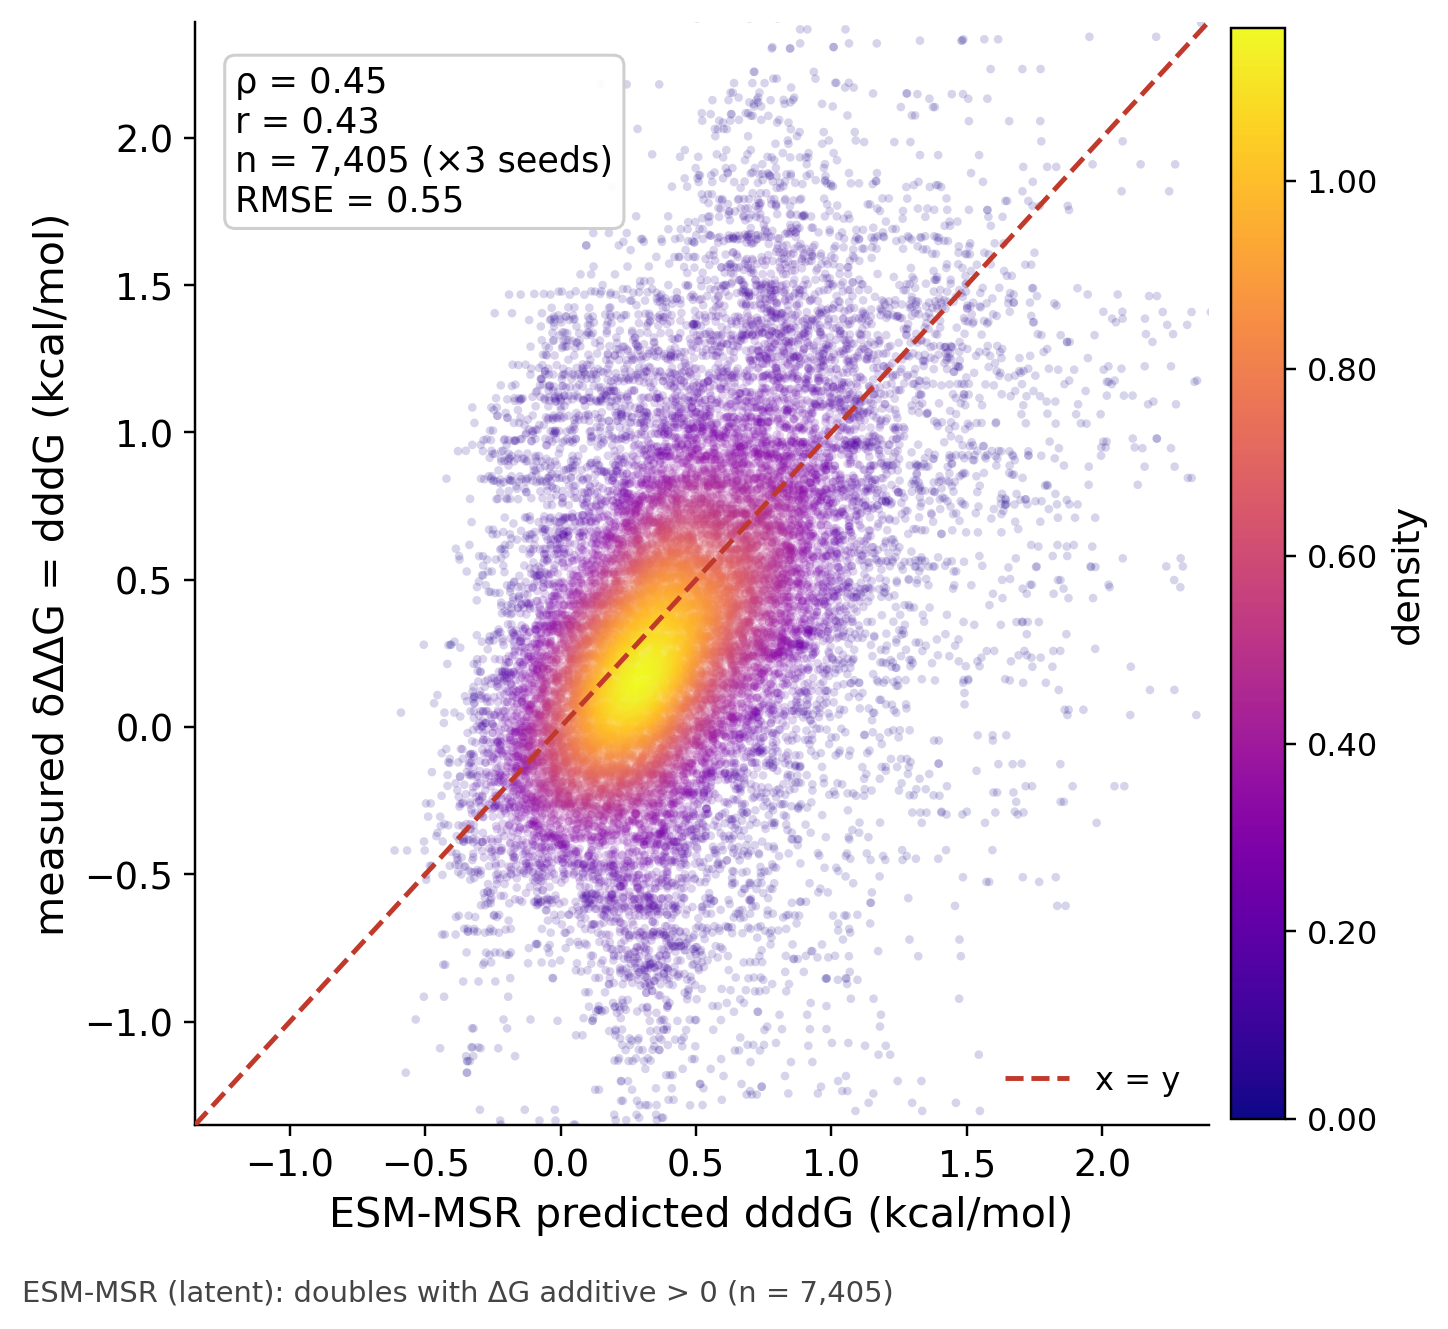 ρ = 0.45
r = 0.43
n = 7,405 (×3 seeds)
RMSE = 0.55
measured δΔΔG = dddG (kcal/mol)
2.0
1.5
1.0
0.5
0.0
−0.5
−1.0
−1.0
−0.5
0.0
0.5
1.0
1.5
2.0
ESM-MSR predicted dddG (kcal/mol)
x = y
1.00
0.80
0.60
0.40
0.20
0.00
density
ESM-MSR (latent): doubles with ΔG additive > 0 (n = 7,405)